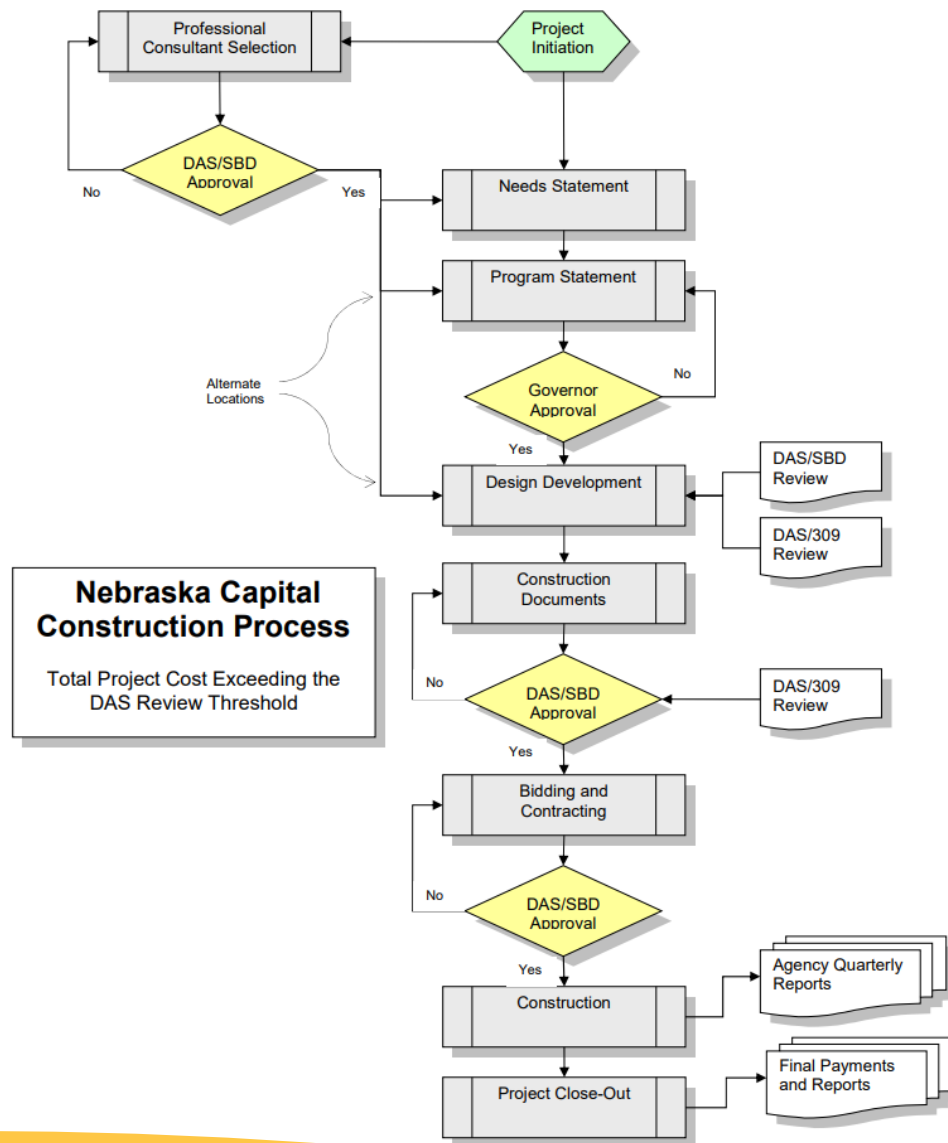 Professional
Consultant Selection
Project
Initiation
DAS/SBD
Approval
No
Yes
Needs Statement
Program Statement
Alternate
Locations
Governor
Approval
No
Yes
Design Development
DAS/SBD
Review
DAS/309
Review
Nebraska Capital
Construction Process
Total Project Cost Exceeding the
DAS Review Threshold
Construction
Documents
No
DAS/SBD
Approval
DAS/309
Review
Yes
Bidding and
Contracting
No
DAS/SBD
Approval
Yes
Construction
Agency Quarterly
Reports
Project Close-Out
Final Payments
and Reports